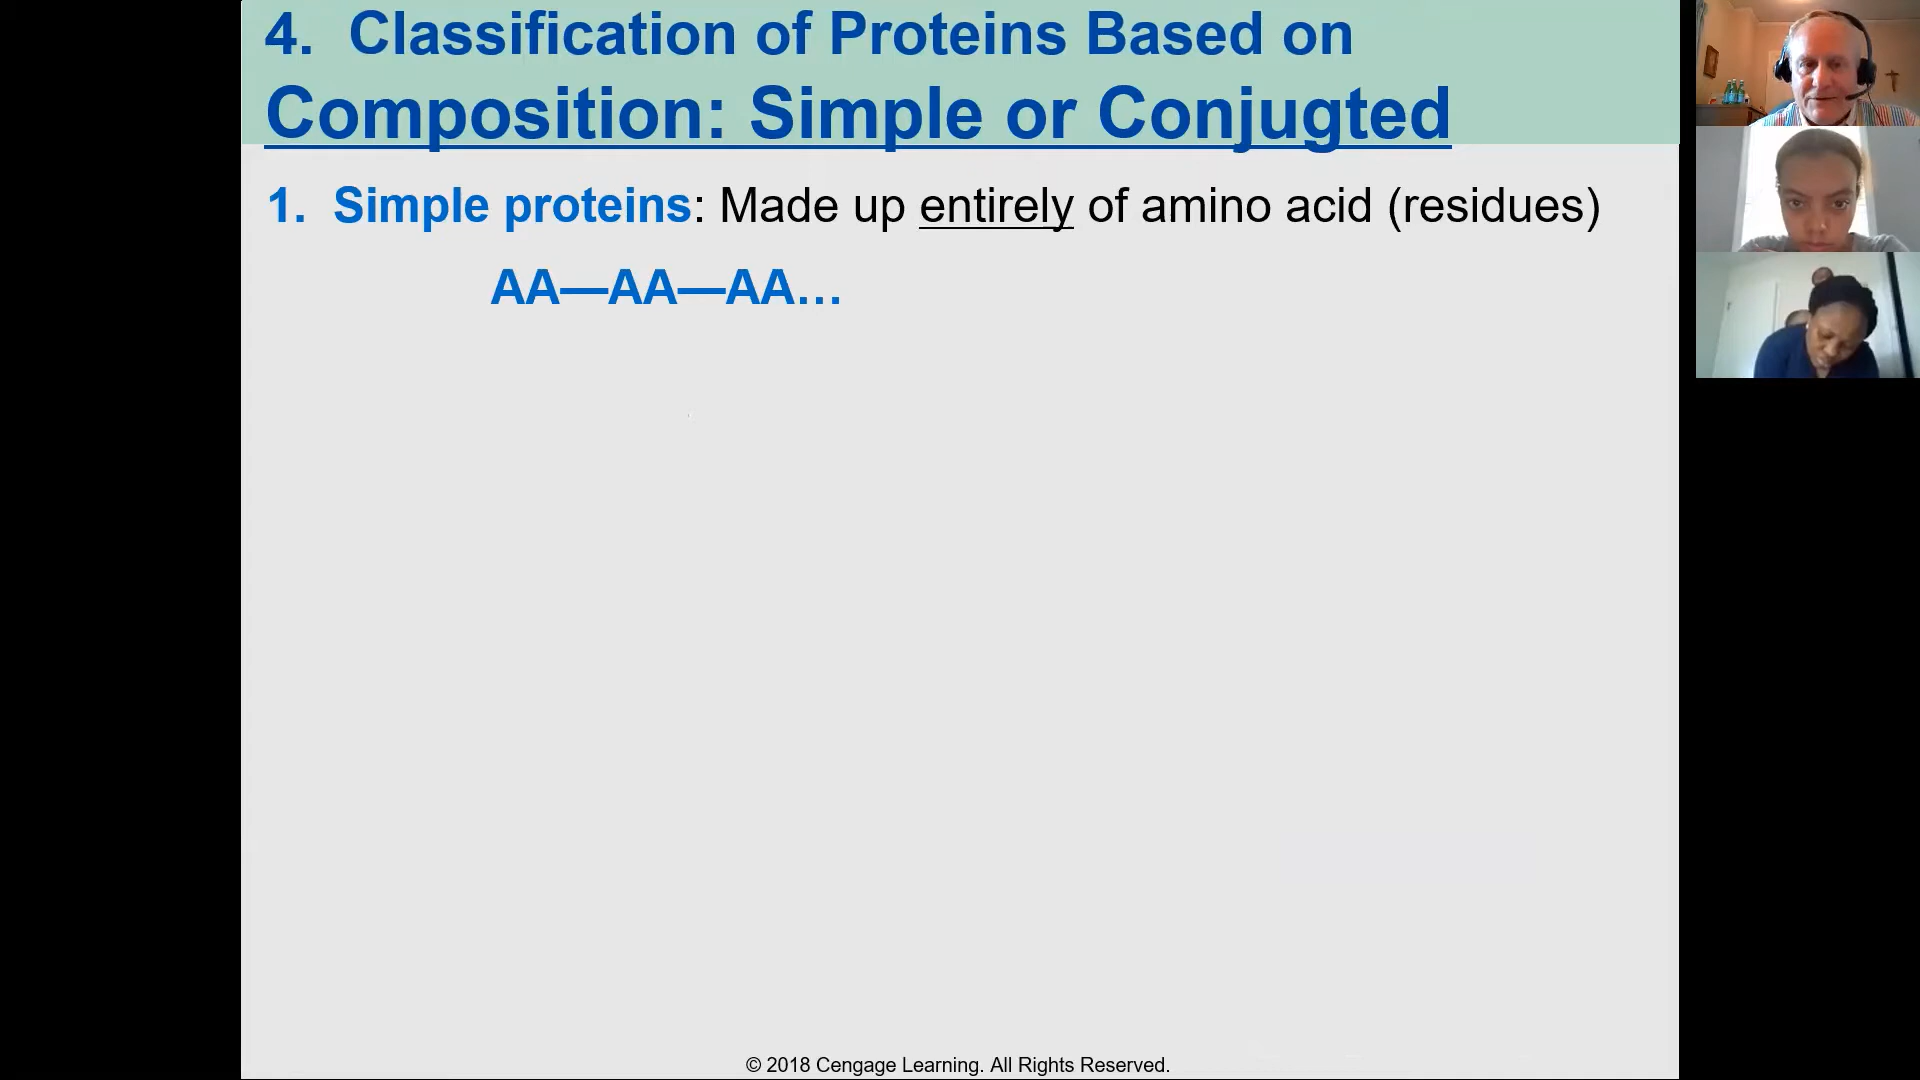 4. Classification of Proteins Based on
Composition: Simple or Conjugted
1. Simple proteins: Made up entirely of amino acid (residues)
AA—AA—AA...
© 2018 Cengage Learning. All Rights Reserved.